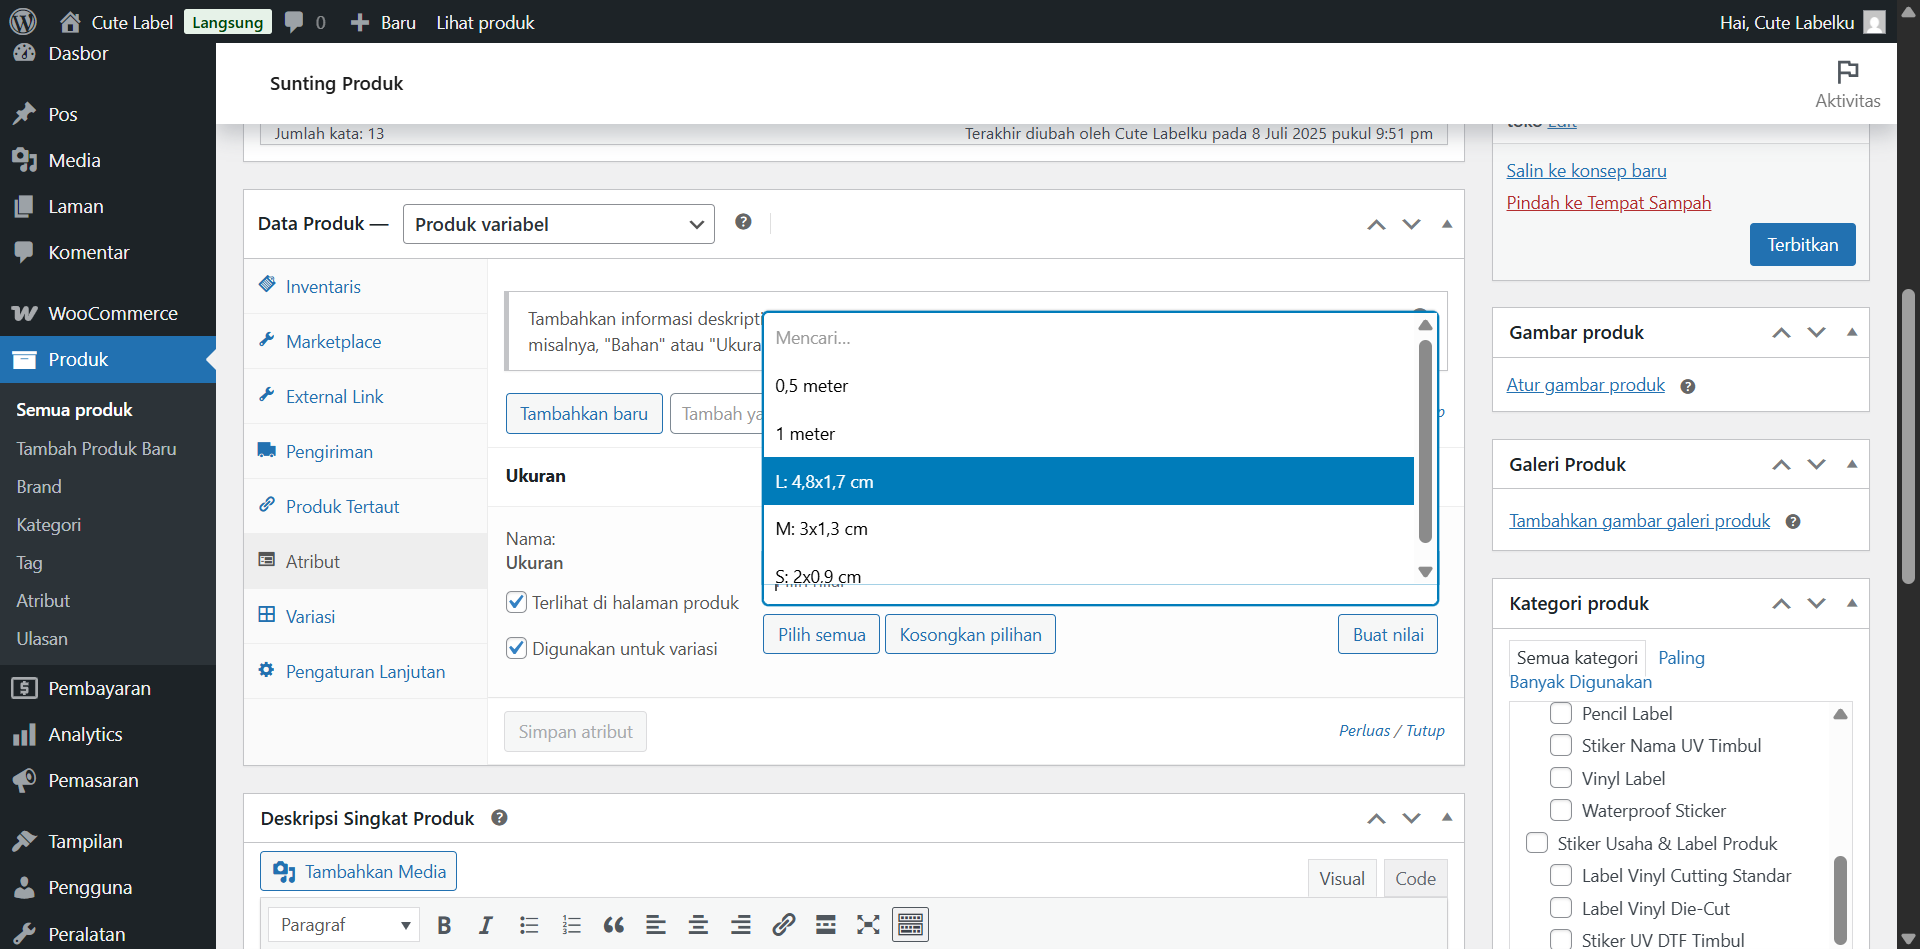 Cute Label
Langsung
0
Baru
Lihat produk
Hai, Cute Labelku
Dasbor
Pos
Media
Laman
Komentar
WooCommerce
Produk
Semua produk
Tambah Produk Baru
Brand
Kategori
Tag
Atribut
Ulasan
Pembayaran
Analytics
Pemasaran
Tampilan
Pengguna
Peralatan
Sunting Produk
Aktivitas
Jumlah kata: 13
Terakhir diubah oleh Cute Labelku pada 8 Juli 2025 pukul 9:51 pm
Data Produk —
Produk variabel
Inventaris
Marketplace
External Link
Pengiriman
Produk Tertaut
Atribut
Variasi
Pengaturan Lanjutan
Tambahkan informasi deskripti
misalnya, "Bahan" atau "Ukura
Tambahkan baru
Tambah ya
Mencari...
0,5 meter
1 meter
L: 4,8x1,7 cm
M: 3x1,3 cm
S: 2x0.9 cm
Ukuran
Nama:
Ukuran
Terlihat di halaman produk
Digunakan untuk variasi
Pilih semua
Kosongkan pilihan
Buat nilai
Simpan atribut
Perluas / Tutup
Deskripsi Singkat Produk
Tambahkan Media
Visual
Code
Paragraf
toko Edit
Salin ke konsep baru
Pindah ke Tempat Sampah
Terbitkan
Gambar produk
Atur gambar produk
Galeri Produk
Tambahkan gambar galeri produk
Kategori produk
Semua kategori
Paling
Banyak Digunakan
Pencil Label
Stiker Nama UV Timbul
Vinyl Label
Waterproof Sticker
Stiker Usaha & Label Produk
Label Vinyl Cutting Standar
Label Vinyl Die-Cut
Stiker UV DTF Timbul